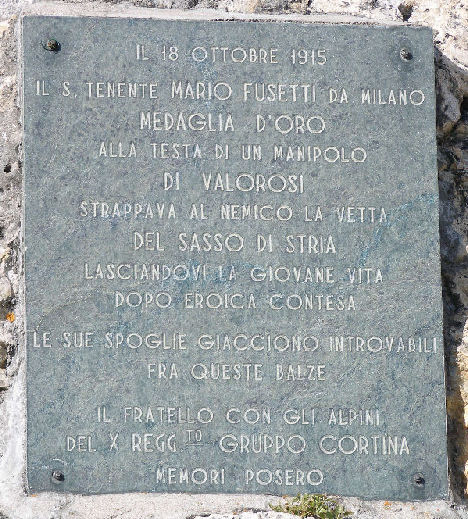 IL 18 OTTOBRE 1915
IL S. TENENTE MARIO FUSETTI DA MILANO
MEDAGLIA D'ORO
ALLA TESTA DI UN MANIPOLO
DI VALOROSI
STRAPPAVA AL NEMICO LA VETTA
DEL SASSO DI STRIA
LASCIANDOVI LA GIOVANE VITA
DOPO EROICA CONTESA
LE SUE SPOGLIE GIACCIONO INTROVABILI
FRA QUESTE BALZE
IL FRATELLO CON GLI ALPINI
DEL X REGG.TO GRUPPO CORTINA
MEMORI POSERO